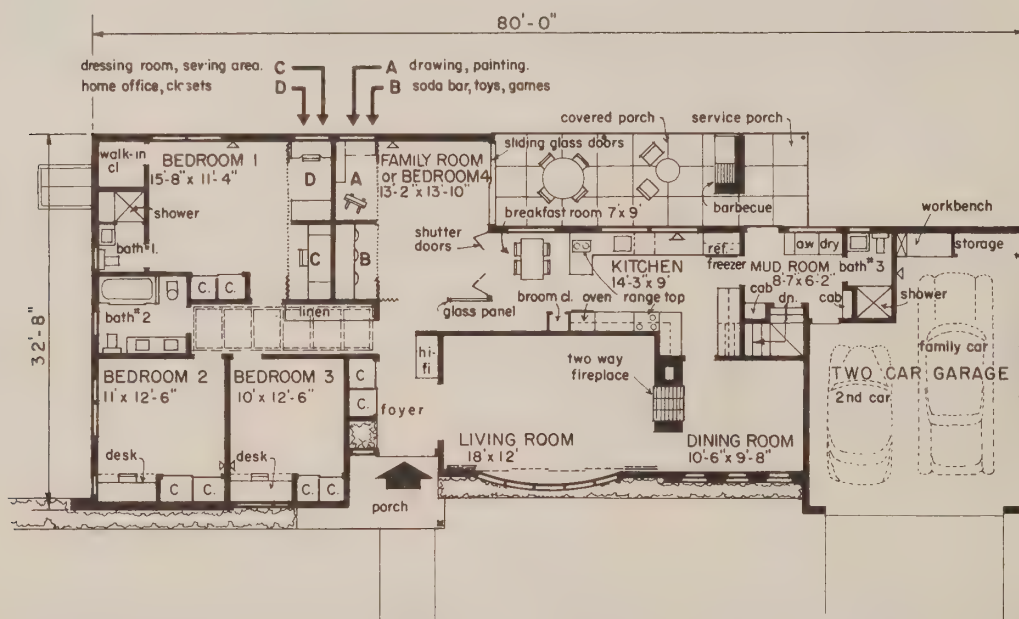 80'-0"
dressing room, sewing area. C
home office, closets D
A drawing, painting.
B soda bar, toys, games
covered porch
service porch
walk-in
cl
BEDROOM 1
15'-8" x 11'-4"
D
A
FAMILY ROOM
or BEDROOM 4
13'-2" x 13'-10"
sliding glass doors
shower
breakfast room 7' x 9'
barbecue
workbench
32'-8"
bath #1.
C
B
shutter
doors
KITCHEN
14'-3" x 9'
ref.
freezer
a.w. dry
MUD ROOM
8'-7" x 6'-2"
bath #3
storage
bath #2
C. C.
linen
glass panel
broom cl. oven range top
cab
dn.
cab
shower
BEDROOM 2
11' x 12'-6"
BEDROOM 3
10' x 12'-6"
C
C.
hi-
fi
two way
fireplace
family car
TWO CAR GARAGE
2nd car
foyer
LIVING ROOM
18' x 12'
DINING ROOM
10'-6" x 9'-8"
desk
C C.
desk
C C.
porch